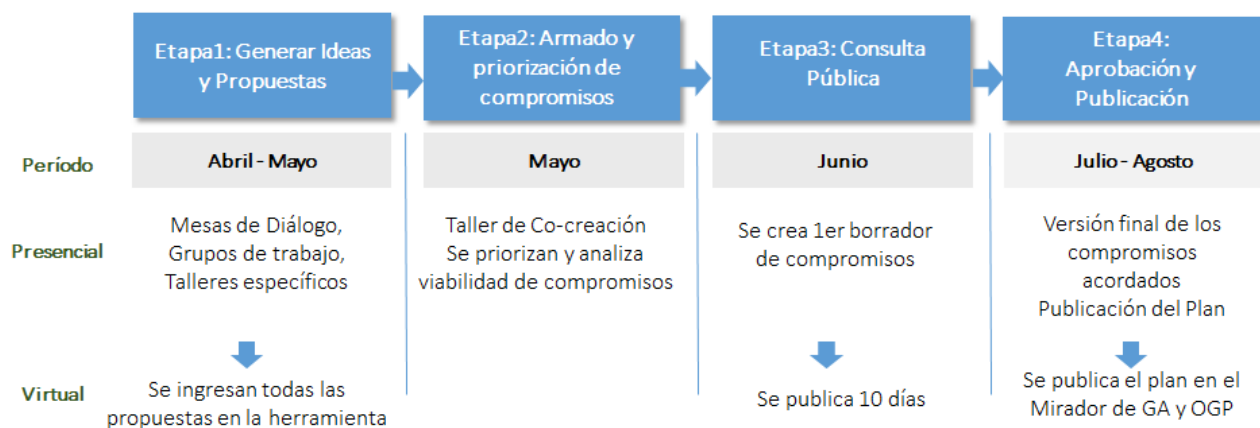 Etapa1: Generar Ideas
y Propuestas
Etapa2: Armado y
priorización de
compromisos
Etapa3: Consulta
Pública
Etapa4:
Aprobación y
Publicación
Período
Abril - Mayo
Mayo
Junio
Julio - Agosto
Presencial
Mesas de Diálogo,
Grupos de trabajo,
Talleres específicos
Taller de Co-creación
Se priorizan y analiza
viabilidad de compromisos
Se crea 1er borrador
de compromisos
Versión final de los
compromisos
acordados
Publicación del Plan
Virtual
Se ingresan todas las
propuestas en la herramienta
Se publica 10 días
Se publica el plan en el
Mirador de GA y OGP